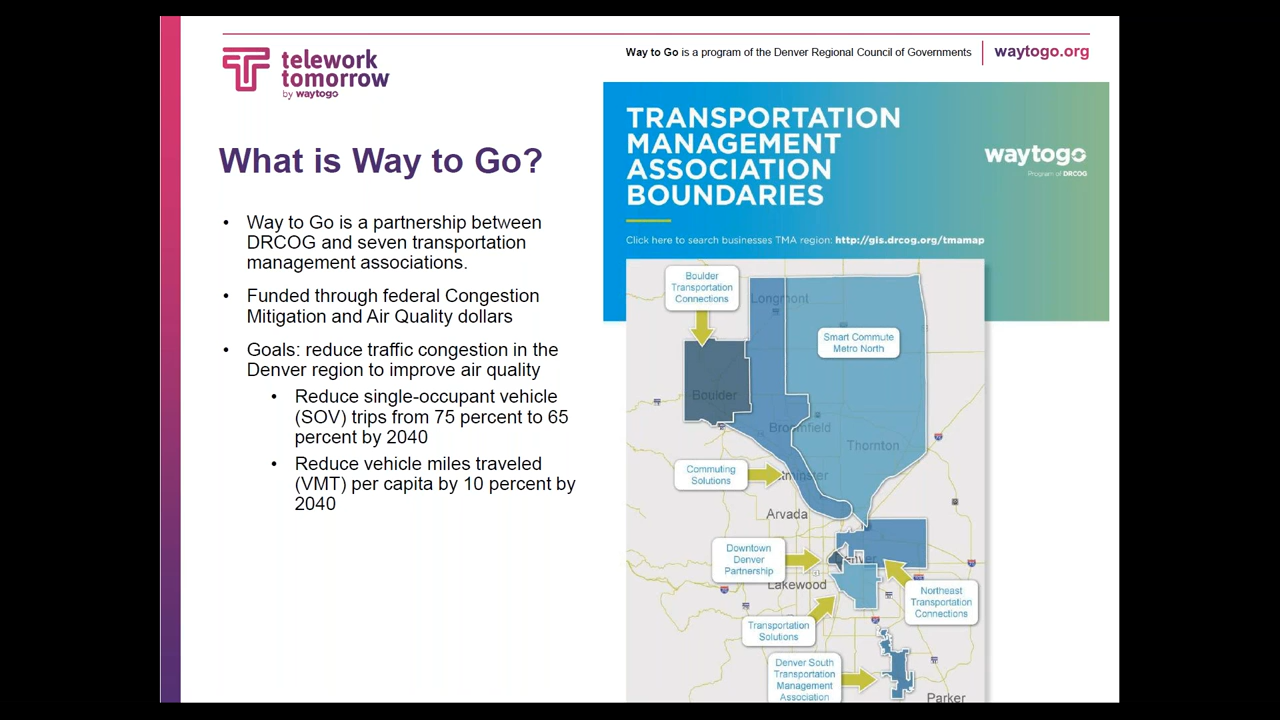 telework
tomorrow
by waytogo
Way to Go is a program of the Denver Regional Council of Governments
waytogo.org
What is Way to Go?
• Way to Go is a partnership between
DRCOG and seven transportation
management associations.
• Funded through federal Congestion
Mitigation and Air Quality dollars
• Goals: reduce traffic congestion in the
Denver region to improve air quality
• Reduce single-occupant vehicle
(SOV) trips from 75 percent to 65
percent by 2040
• Reduce vehicle miles traveled
(VMT) per capita by 10 percent by
2040
TRANSPORTATION
MANAGEMENT
ASSOCIATION
BOUNDARIES
waytogo
Program of DRCOG
Click here to search businesses TMA region: http://gis.drcog.org/tmamap
Boulder
Transportation
Connections
Longmont
Smart Commute
Metro North
Boulder
Broomfield
Thornton
Commuting
Solutions
Arvada
Downtown
Denver
Partnership
Lakewood
Northeast
Transportation
Connections
Transportation
Solutions
Denver South
Transportation
Management
Association
Parker